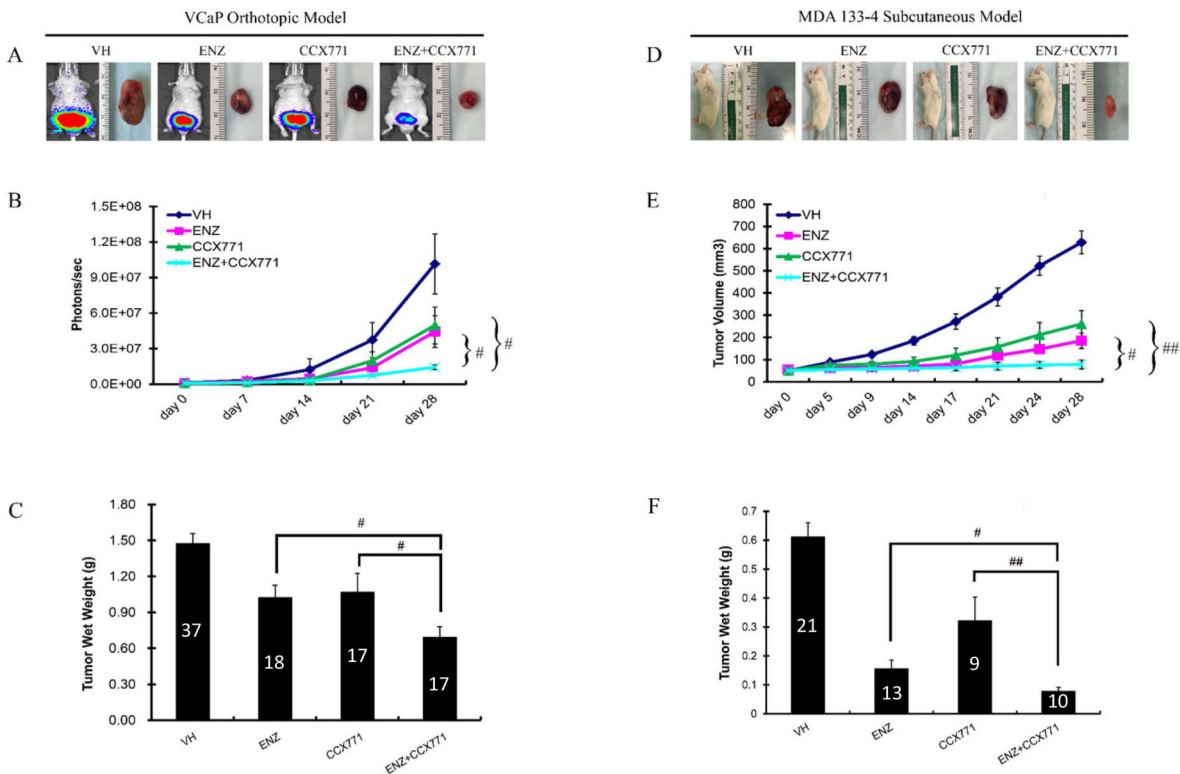 VCaP Orthotopic Model
A
VH ENZ CCX771 ENZ+CCX771
B
Photons/sec
1.5E+08
1.2E+08
9.0E+07
6.0E+07
3.0E+07
0.0E+00
VH
ENZ
CCX771
ENZ+CCX771
# #
day 0 day 7 day 14 day 21 day 28
C
Tumor Wet Weight (g)
1.80
1.50
1.20
0.90
0.60
0.30
0.00
#
#
37 18 17 17
VH ENZ CCX771 ENZ+CCX771
MDA 133-4 Subcutaneous Model
D
VH ENZ CCX771 ENZ+CCX771
E
Tumor Volume (mm3)
800
700
600
500
400
300
200
100
0
VH
ENZ
CCX771
ENZ+CCX771
# ##
day 0 day 5 day 9 day 14 day 17 day 21 day 24 day 28
F
Tumor Wet Weight (g)
0.7
0.6
0.5
0.4
0.3
0.2
0.1
0
#
##
21 13 9 10
VH ENZ CCX771 ENZ+CCX771